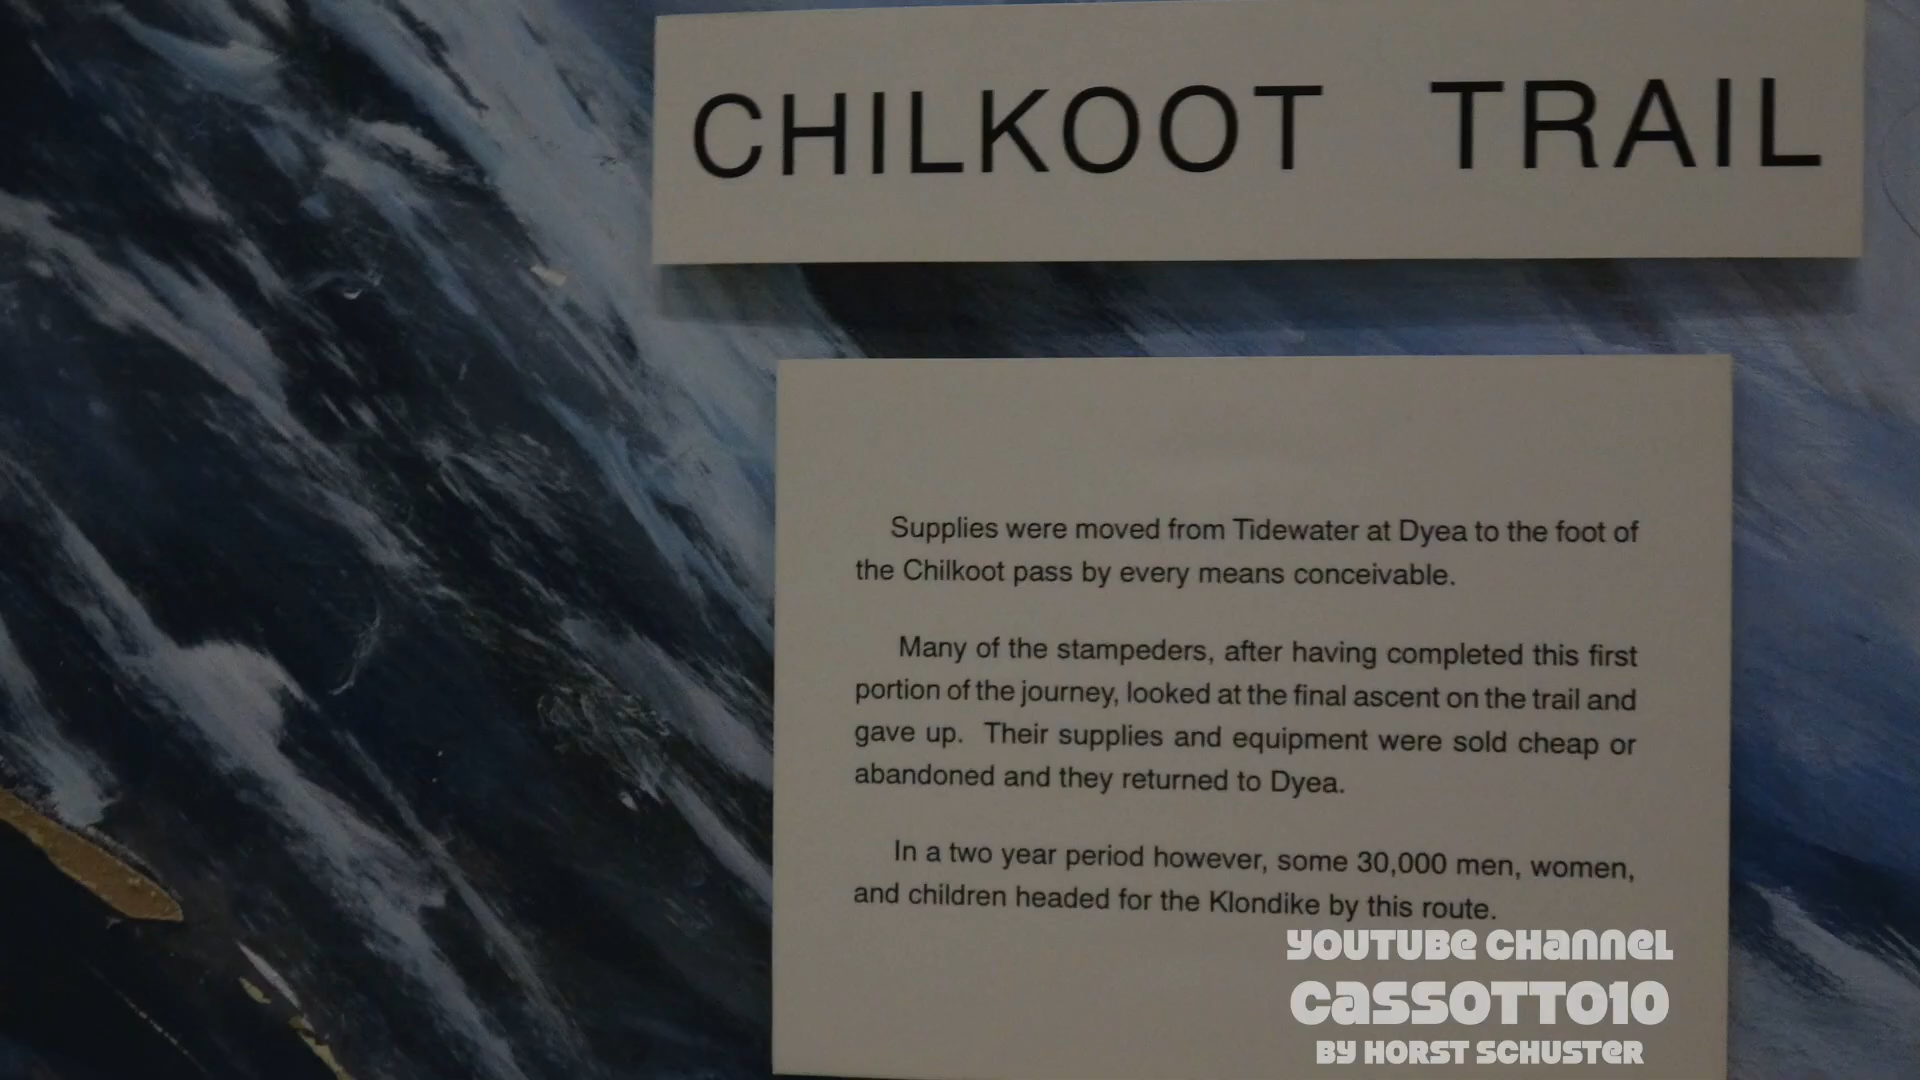 CHILKOOT TRAIL
Supplies were moved from Tidewater at Dyea to the foot of
the Chilkoot pass by every means conceivable.
Many of the stampeders, after having completed this first
portion of the journey, looked at the final ascent on the trail and
gave up. Their supplies and equipment were sold cheap or
abandoned and they returned to Dyea.
In a two year period however, some 30,000 men, women,
and children headed for the Klondike by this route.
YOUTUBE CHANNEL
CASSOTTO10
BY HORST SCHUSTER